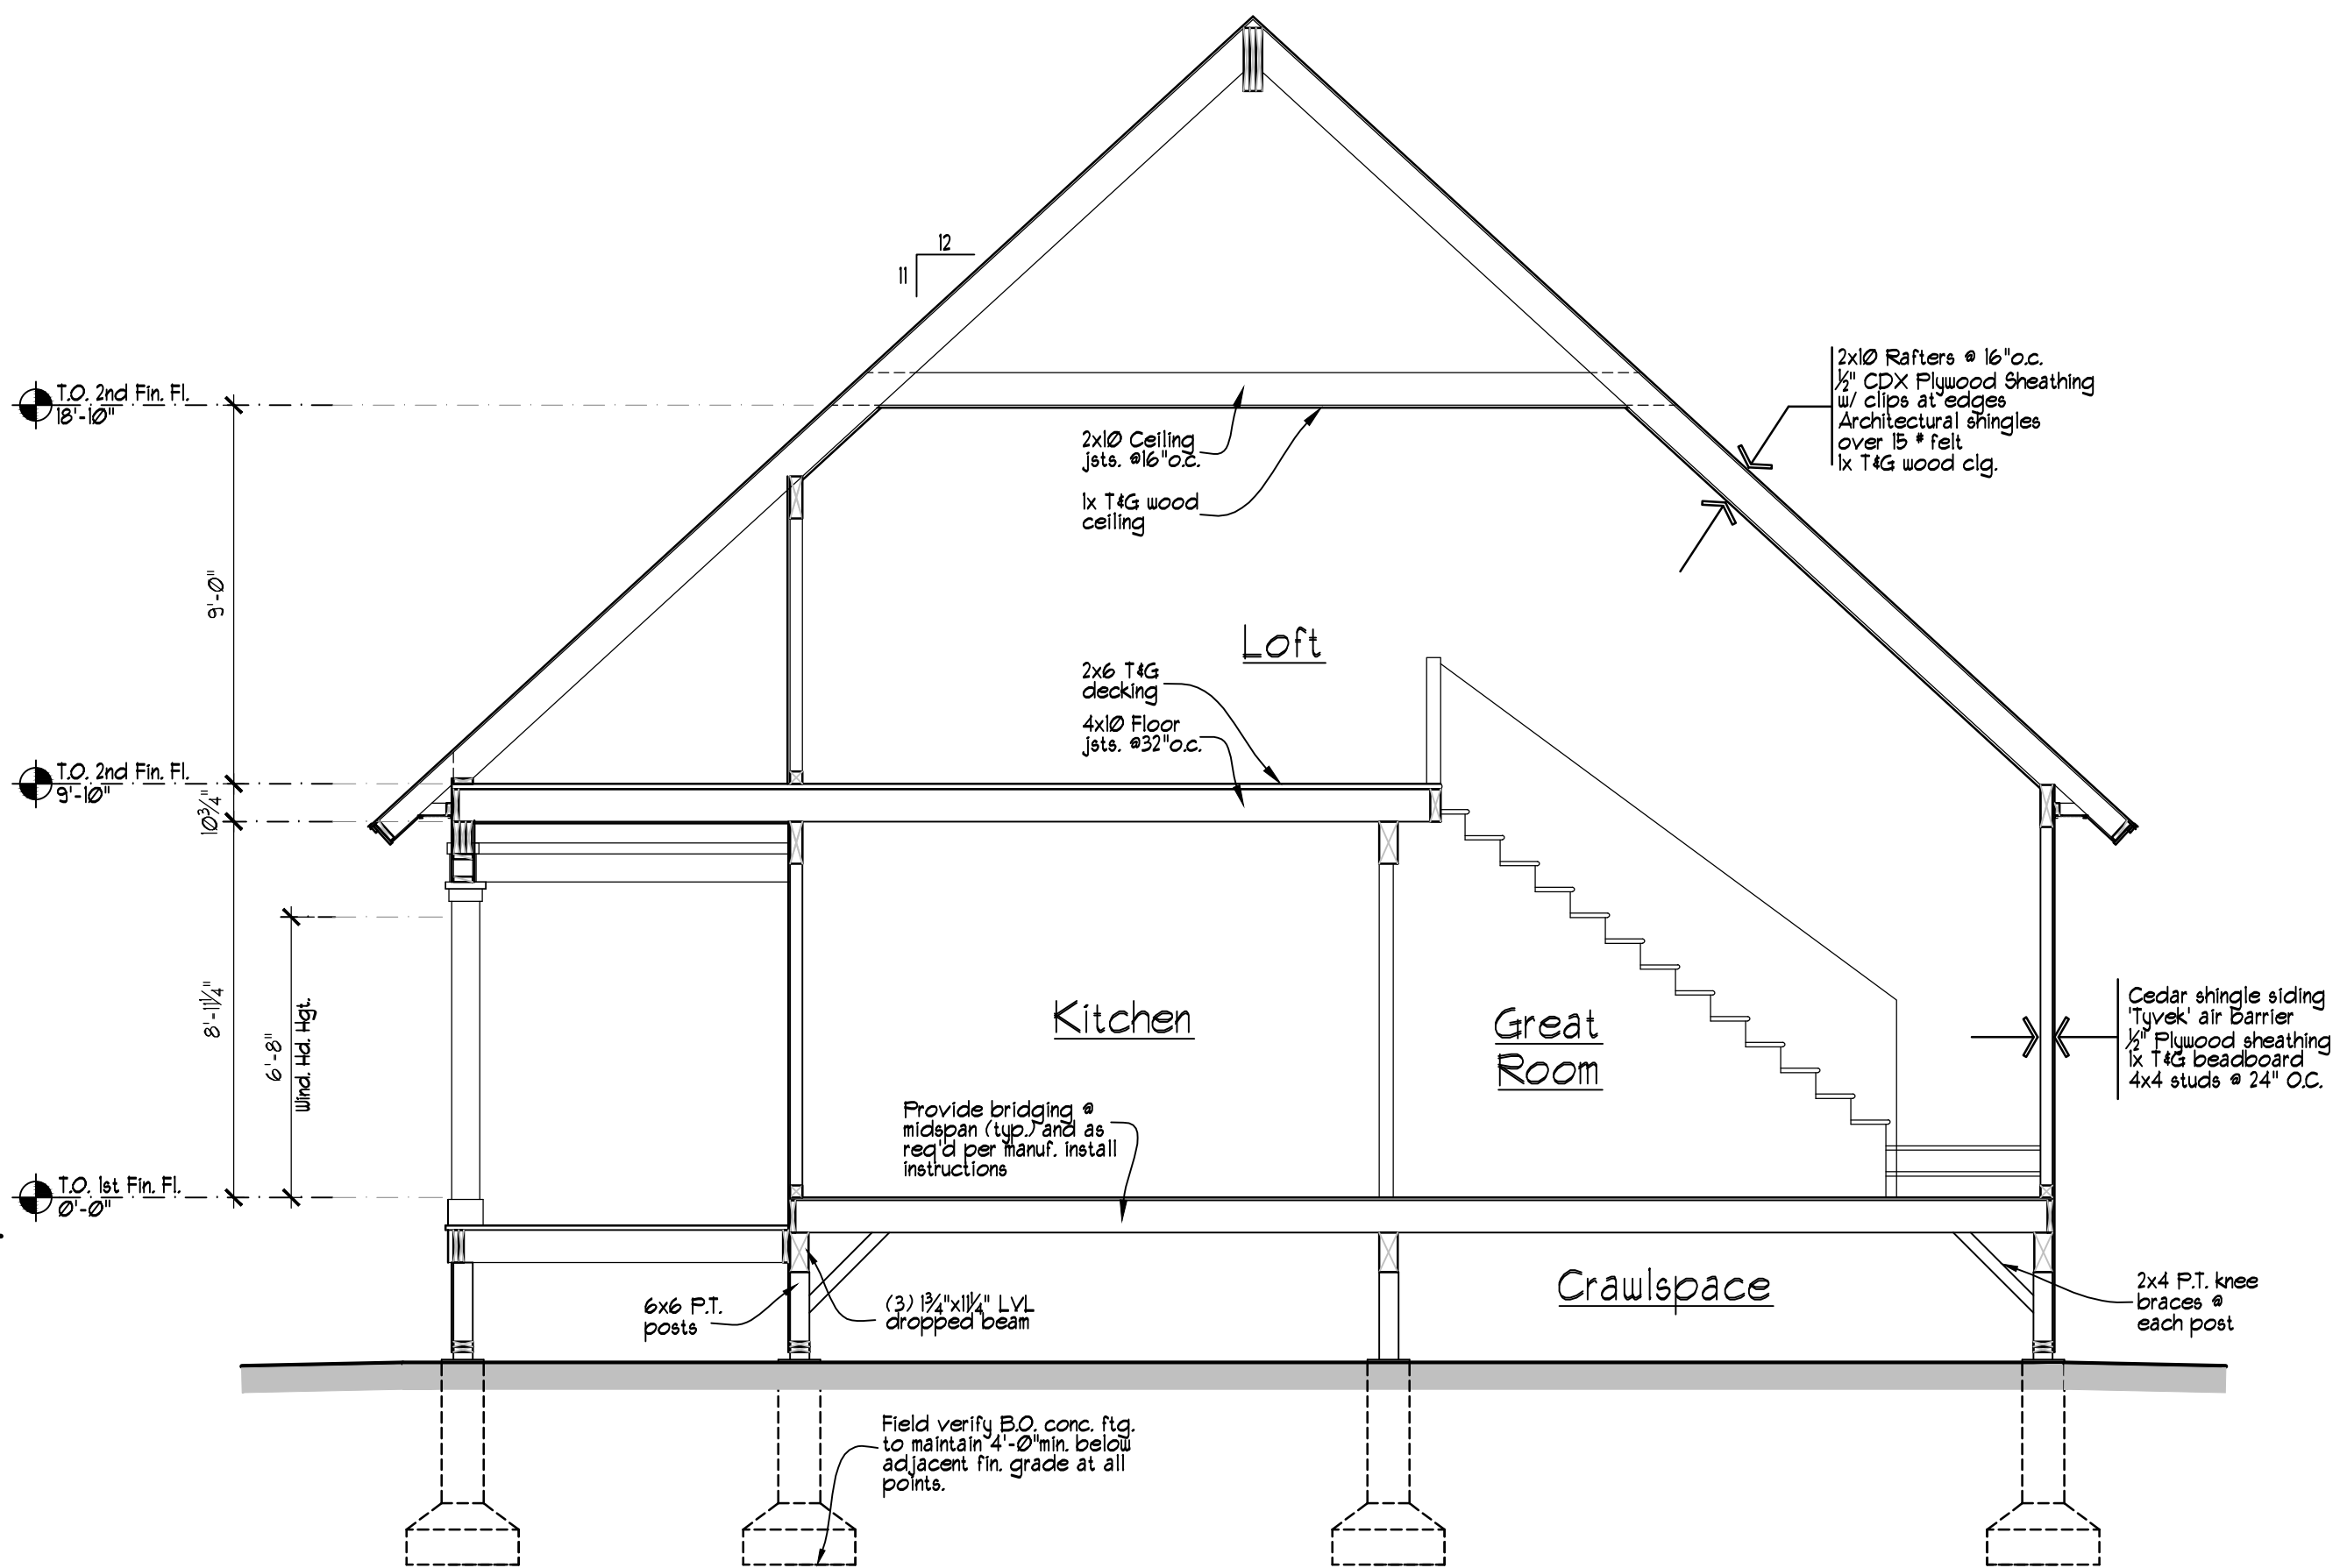 12
11
T.O. 2nd Fin. Fl.
18'-10"
2x10 Rafters @ 16"o.c.
½" CDX Plywood Sheathing
w/ clips at edges
Architectural shingles
over 15 # felt
1x T&G wood clg.
2x10 Ceiling
jsts. @16"o.c.
1x T&G wood
ceiling
9'-0"
Loft
2x6 T&G
decking
4x10 Floor
jsts. @32"o.c.
T.O. 2nd Fin. Fl.
9'-10"
10¾"
8'-11¼"
6'-8"
Wind. Hd. Hgt.
Kitchen
Great
Room
Cedar shingle siding
'Tyvek' air barrier
½" Plywood sheathing
1x T&G beadboard
4x4 studs @ 24" O.C.
Provide bridging @
midspan (typ.) and as
req'd per manuf. install
instructions
T.O. 1st Fin. Fl.
0'-0"
6x6 P.T.
posts
(3) 1¾"x11¼" LVL
dropped beam
Crawlspace
2x4 P.T. knee
braces @
each post
Field verify B.O. conc. ftg.
to maintain 4'-0"min. below
adjacent fin. grade at all
points.